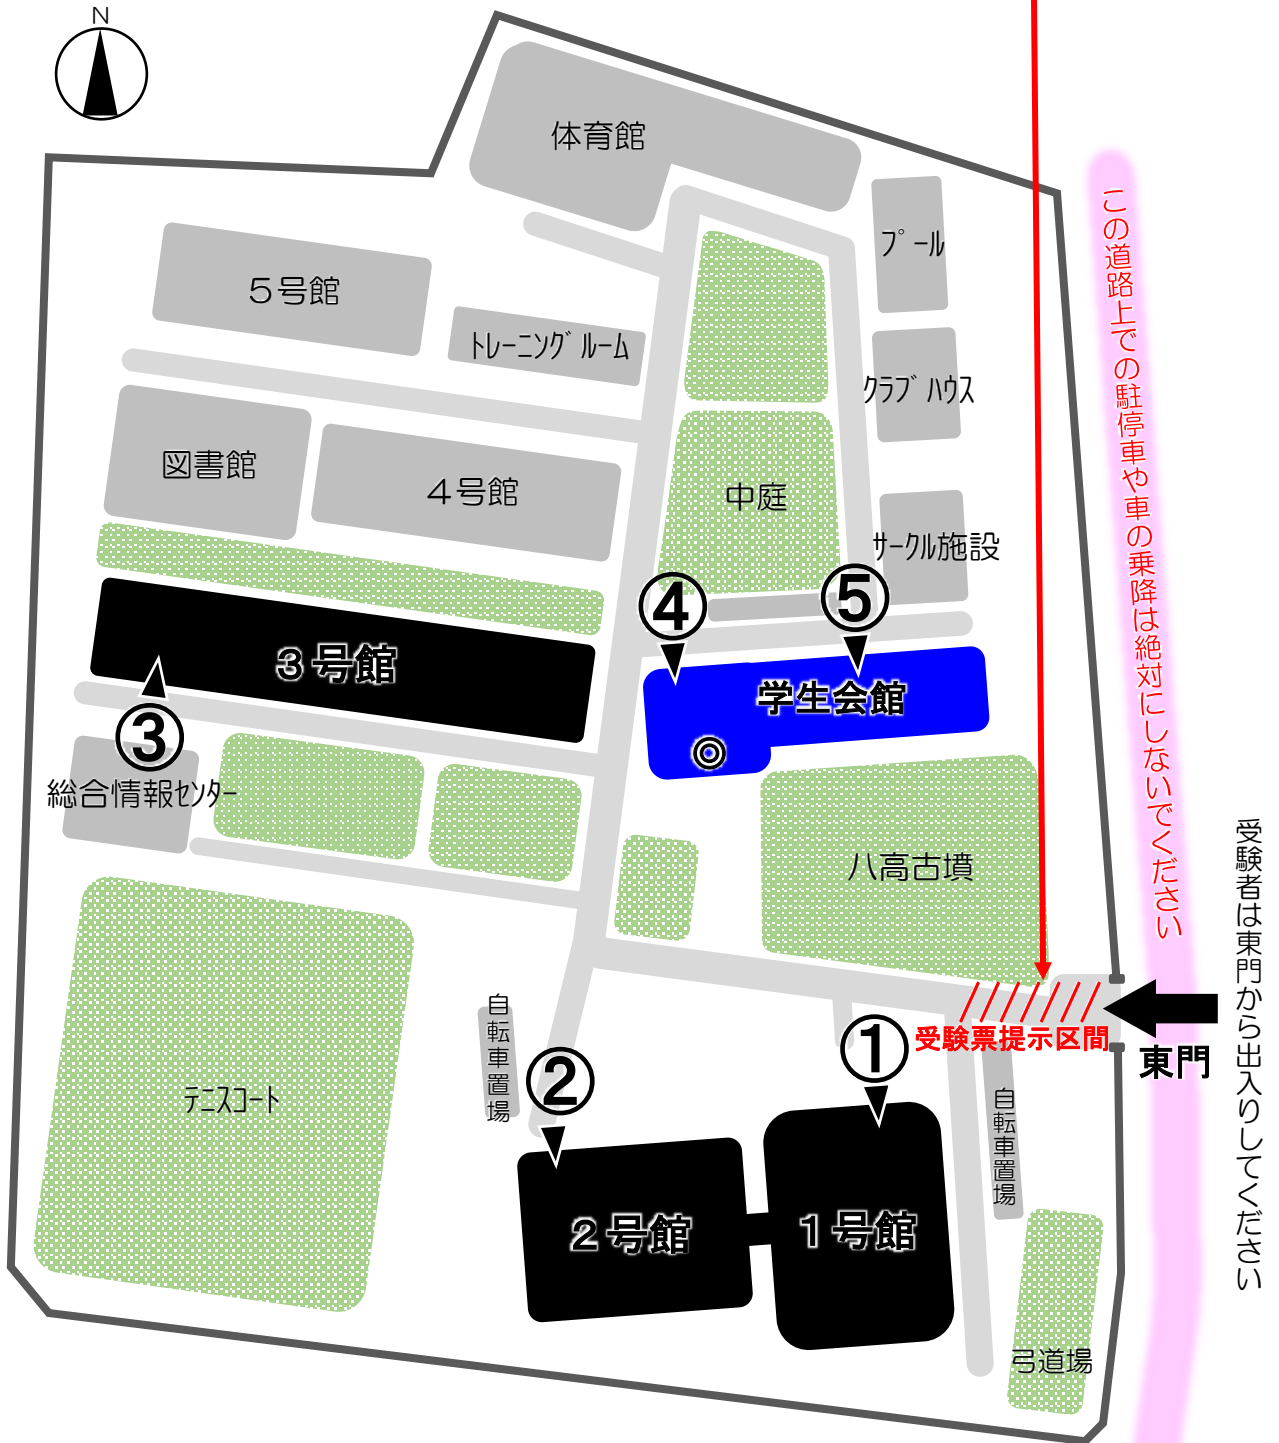 N
体育館
ﾌﾟｰﾙ
5号館
ﾄﾚｰﾆﾝｸﾞﾙｰﾑ
ｸﾗﾌﾞﾊｳｽ
図書館
4号館
中庭
ｻｰｸﾙ施設
④
⑤
3号館
学生会館
◎
③
総合情報ｾﾝﾀｰ
八高古墳
この道路上での駐停車や車の乗降は絶対にしないでください
受験者は東門から出入りしてください
受験票提示区間
東門
自転車置場
②
①
ﾃﾆｽｺｰﾄ
自転車置場
2号館
1号館
弓道場